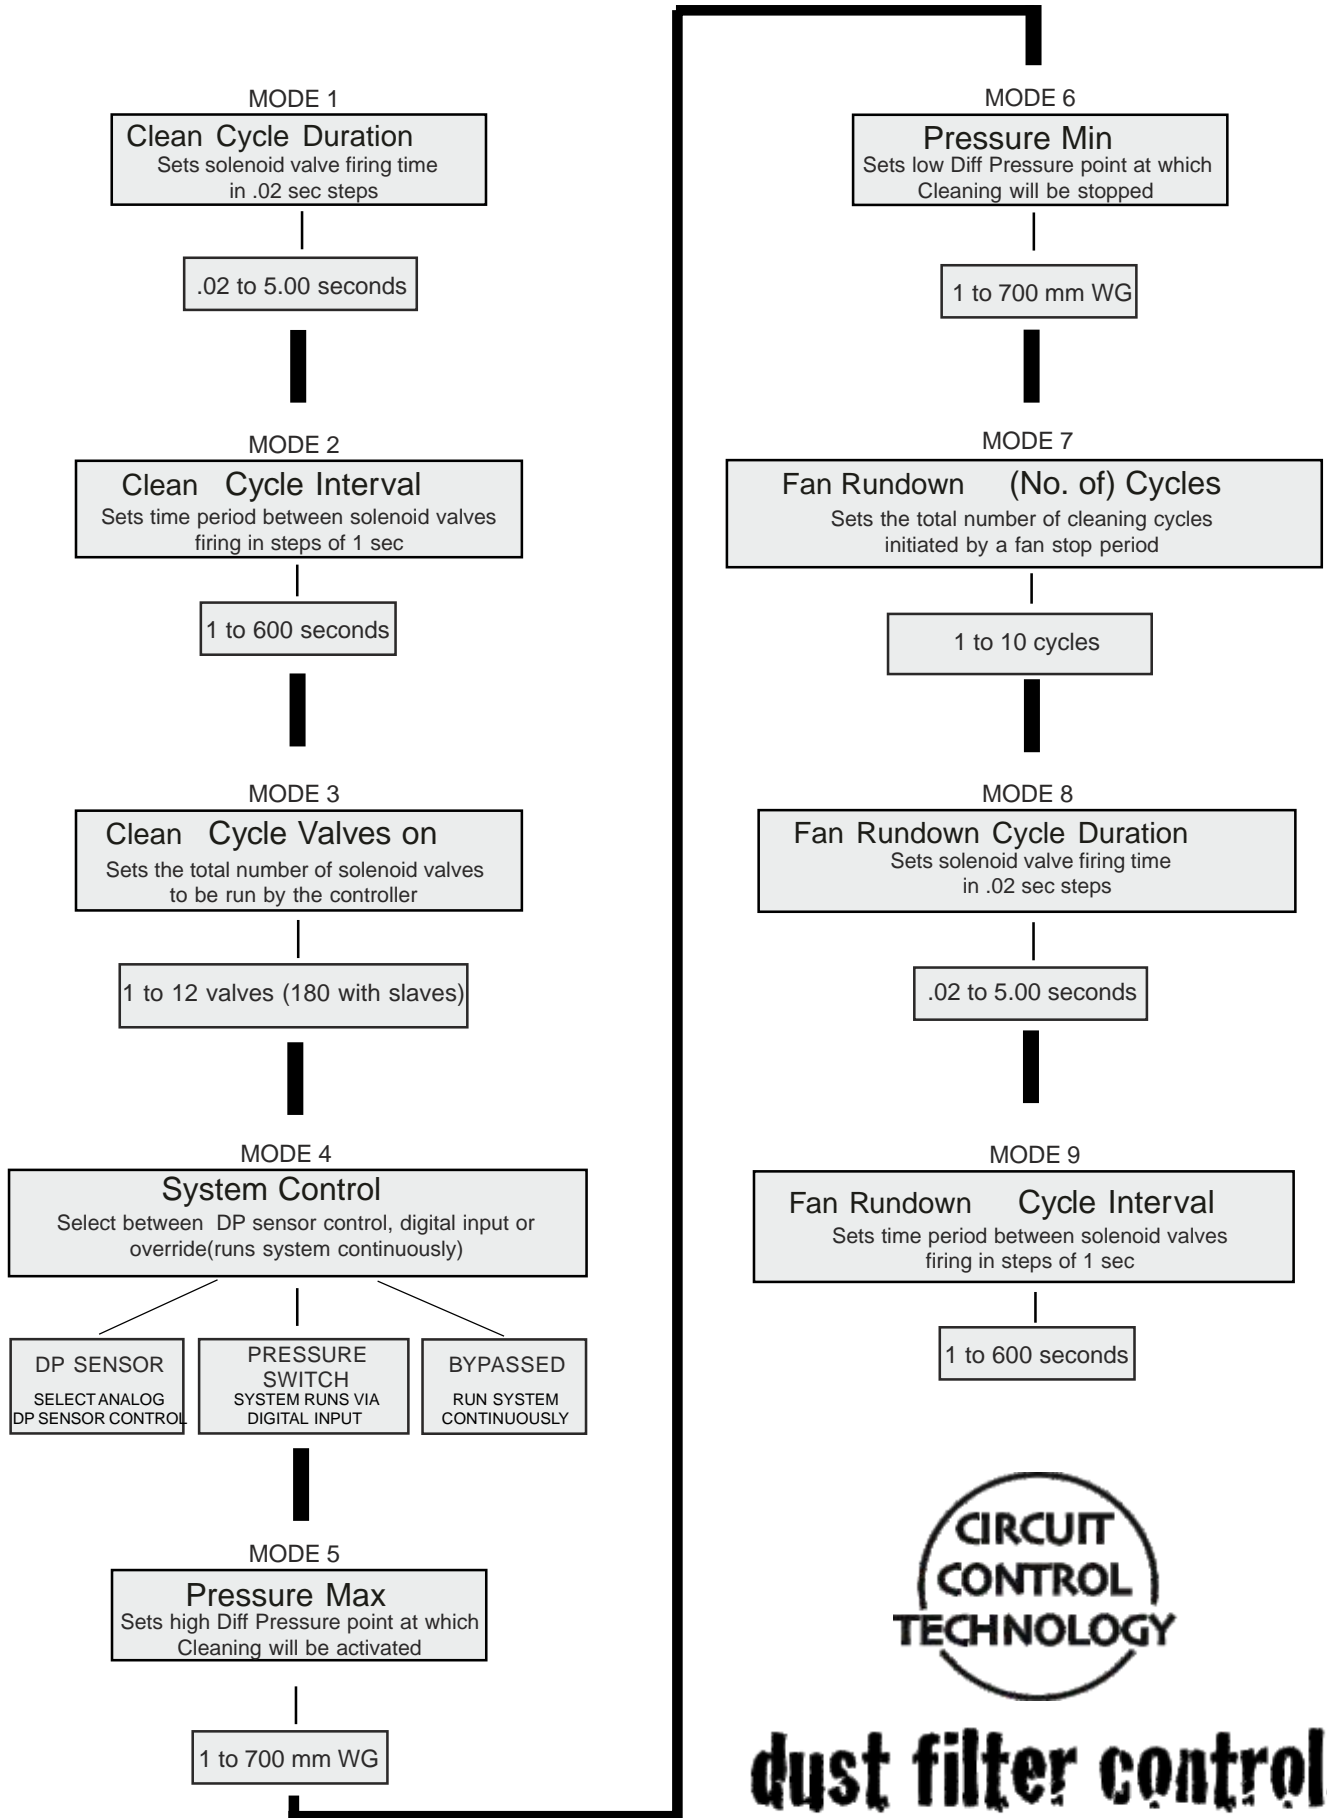 MODE 1
Clean Cycle Duration
Sets solenoid valve firing time
in .02 sec steps
.02 to 5.00 seconds
MODE 2
Clean Cycle Interval
Sets time period between solenoid valves
firing in steps of 1 sec
1 to 600 seconds
MODE 3
Clean Cycle Valves on
Sets the total number of solenoid valves
to be run by the controller
1 to 12 valves (180 with slaves)
MODE 4
System Control
Select between DP sensor control, digital input or
override(runs system continuously)
DP SENSOR
SELECT ANALOG
DP SENSOR CONTROL
PRESSURE
SWITCH
SYSTEM RUNS VIA
DIGITAL INPUT
BYPASSED
RUN SYSTEM
CONTINUOUSLY
MODE 5
Pressure Max
Sets high Diff Pressure point at which
Cleaning will be activated
1 to 700 mm WG
MODE 6
Pressure Min
Sets low Diff Pressure point at which
Cleaning will be stopped
1 to 700 mm WG
MODE 7
Fan Rundown (No. of) Cycles
Sets the total number of cleaning cycles
initiated by a fan stop period
1 to 10 cycles
MODE 8
Fan Rundown Cycle Duration
Sets solenoid valve firing time
in .02 sec steps
.02 to 5.00 seconds
MODE 9
Fan Rundown Cycle Interval
Sets time period between solenoid valves
firing in steps of 1 sec
1 to 600 seconds
CIRCUIT
CONTROL
TECHNOLOGY
dust filter control